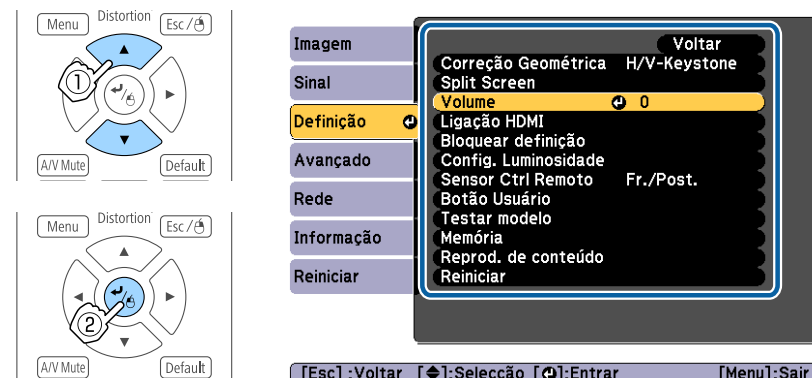 Menu
Distortion
Esc/
1
A/V Mute
Default
Menu
Distortion
Esc/
2
A/V Mute
Default
Imagem
Sinal
Definição
Avançado
Rede
Informação
Reiniciar
Voltar
Correção Geométrica H/V-Keystone
Split Screen
Volume 0
Ligação HDMI
Bloquear definição
Config. Luminosidade
Sensor Ctrl Remoto Fr./Post.
Botão Usuário
Testar modelo
Memória
Reprod. de conteúdo
Reiniciar
[Esc] :Voltar [◆]:Selecção [⏎]:Entrar [Menu]:Sair